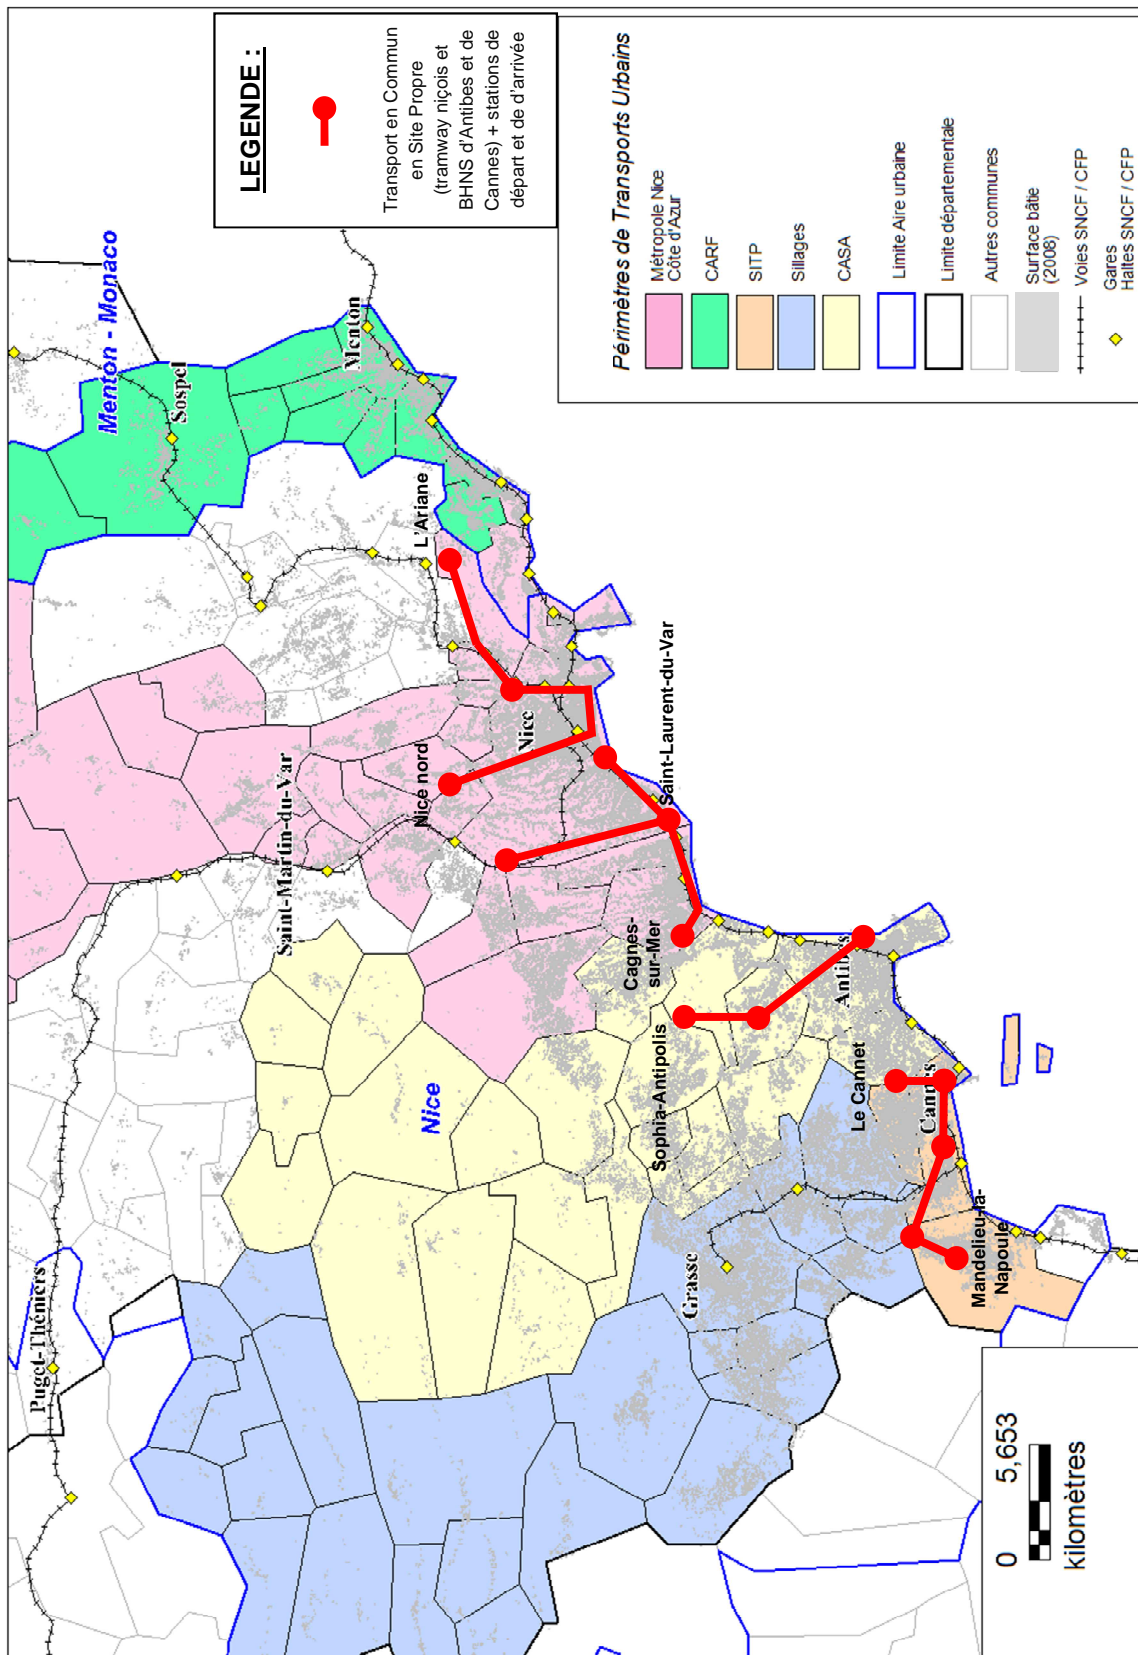 LEGENDE :
Transport en Commun
en Site Propre
(tramway niçois et
BHNS d'Antibes et de
Cannes) + stations de
départ et de d'arrivée
Périmètres de Transports Urbains
Métropole Nice
Côte d'Azur
CARF
SITP
Sillages
CASA
Limite Aire urbaine
Limite départementale
Autres communes
Surface bâtie
(2008)
Voies SNCF / CFP
Gares
Haltes SNCF / CFP
Puget-Théniers
Menton - Monaco
Sospel
Menton
Saint-Martin-du-Var
L'Ariane
Nice nord
Nice
Nice
Saint-Laurent-du-Var
Cagnes-
sur-Mer
Sophia-Antipolis
Antibes
Grasse
Le Cannet
Cannes
Mandelieu-la-
Napoule
0 5,653
kilomètres